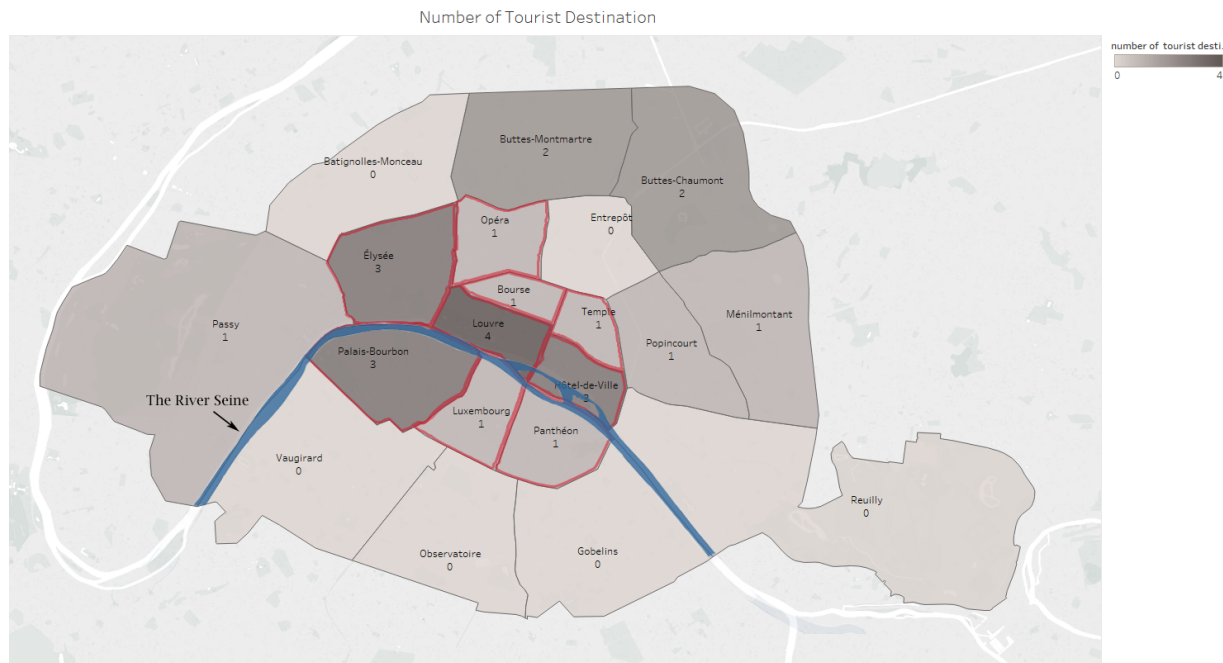 Number of Tourist Destination
number of tourist desti.
0
4
Buttes-Montmartre
2
Batignolles-Monceau
0
Buttes-Chaumont
2
Opéra
1
Entrepôt
0
Élysée
3
Bourse
1
Temple
1
Louvre
4
Passy
1
Ménilmontant
1
Popincourt
1
Palais-Bourbon
3
Hôtel-de-Ville
3
The River Seine
Luxembourg
1
Panthéon
1
Vaugirard
0
Reuilly
0
Observatoire
0
Gobelins
0